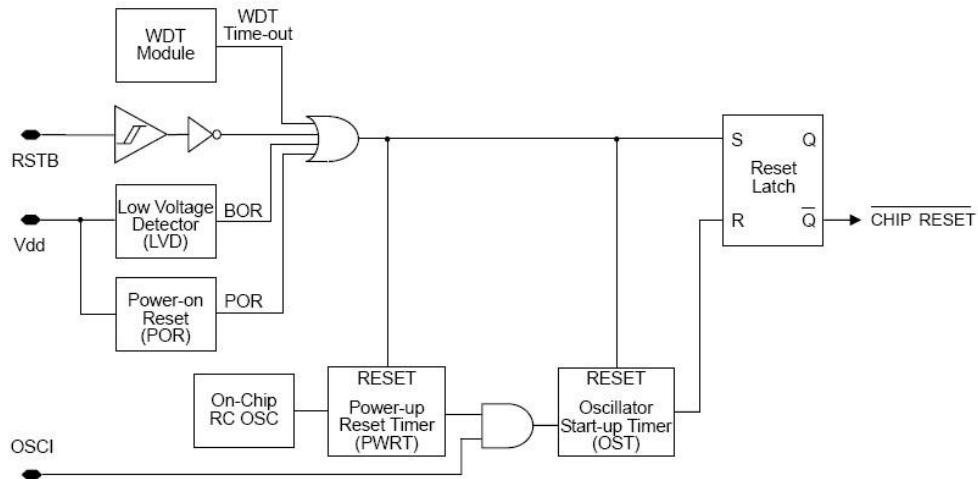 WDT
Module
WDT
Time-out
RSTB
Low Voltage
Detector
(LVD)
BOR
Vdd
Power-on
Reset
(POR)
POR
S
Q
Reset
Latch
R
Q
CHIP RESET
On-Chip
RC OSC
RESET
Power-up
Reset Timer
(PWRT)
RESET
Oscillator
Start-up Timer
(OST)
OSCI